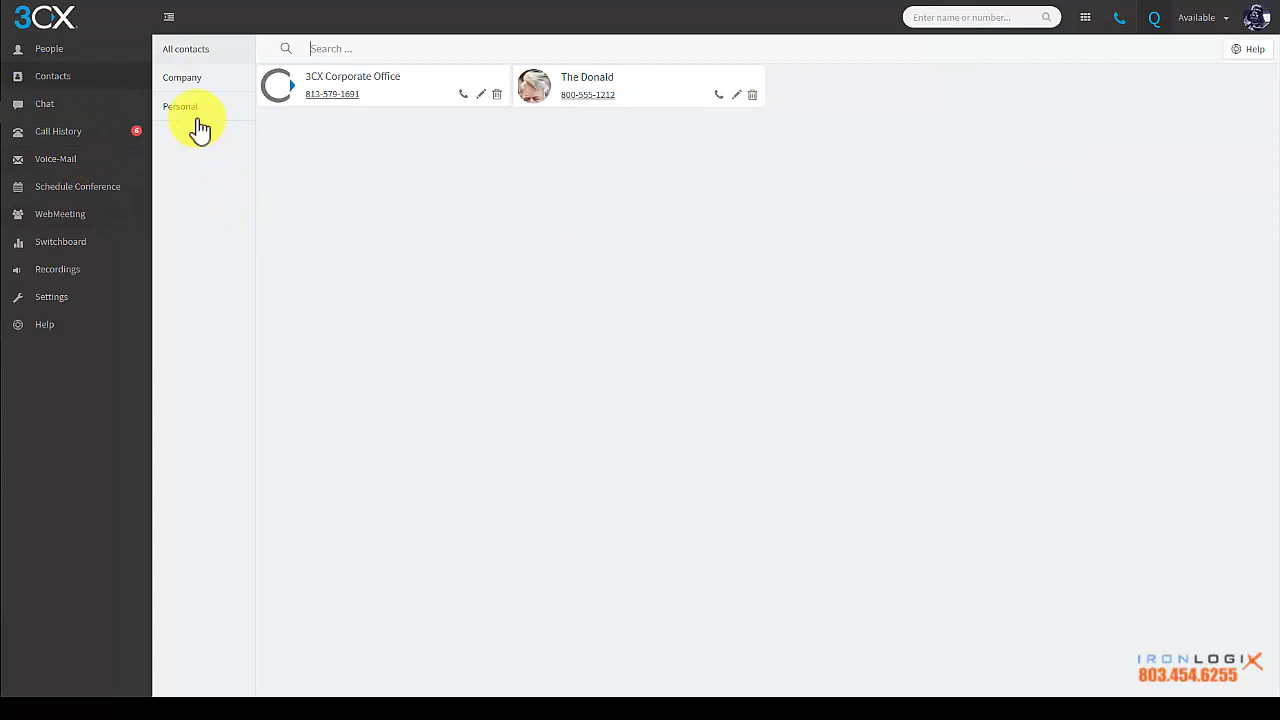 3CX
Enter name or number...
Q
Available
People
Contacts
Chat
Call History
6
Voice-Mail
Schedule Conference
WebMeeting
Switchboard
Recordings
Settings
Help
All contacts
Company
Personal
Search ...
Help
3CX Corporate Office
813-579-1691
The Donald
800-555-1212
IRONLOGIX
803.454.6255